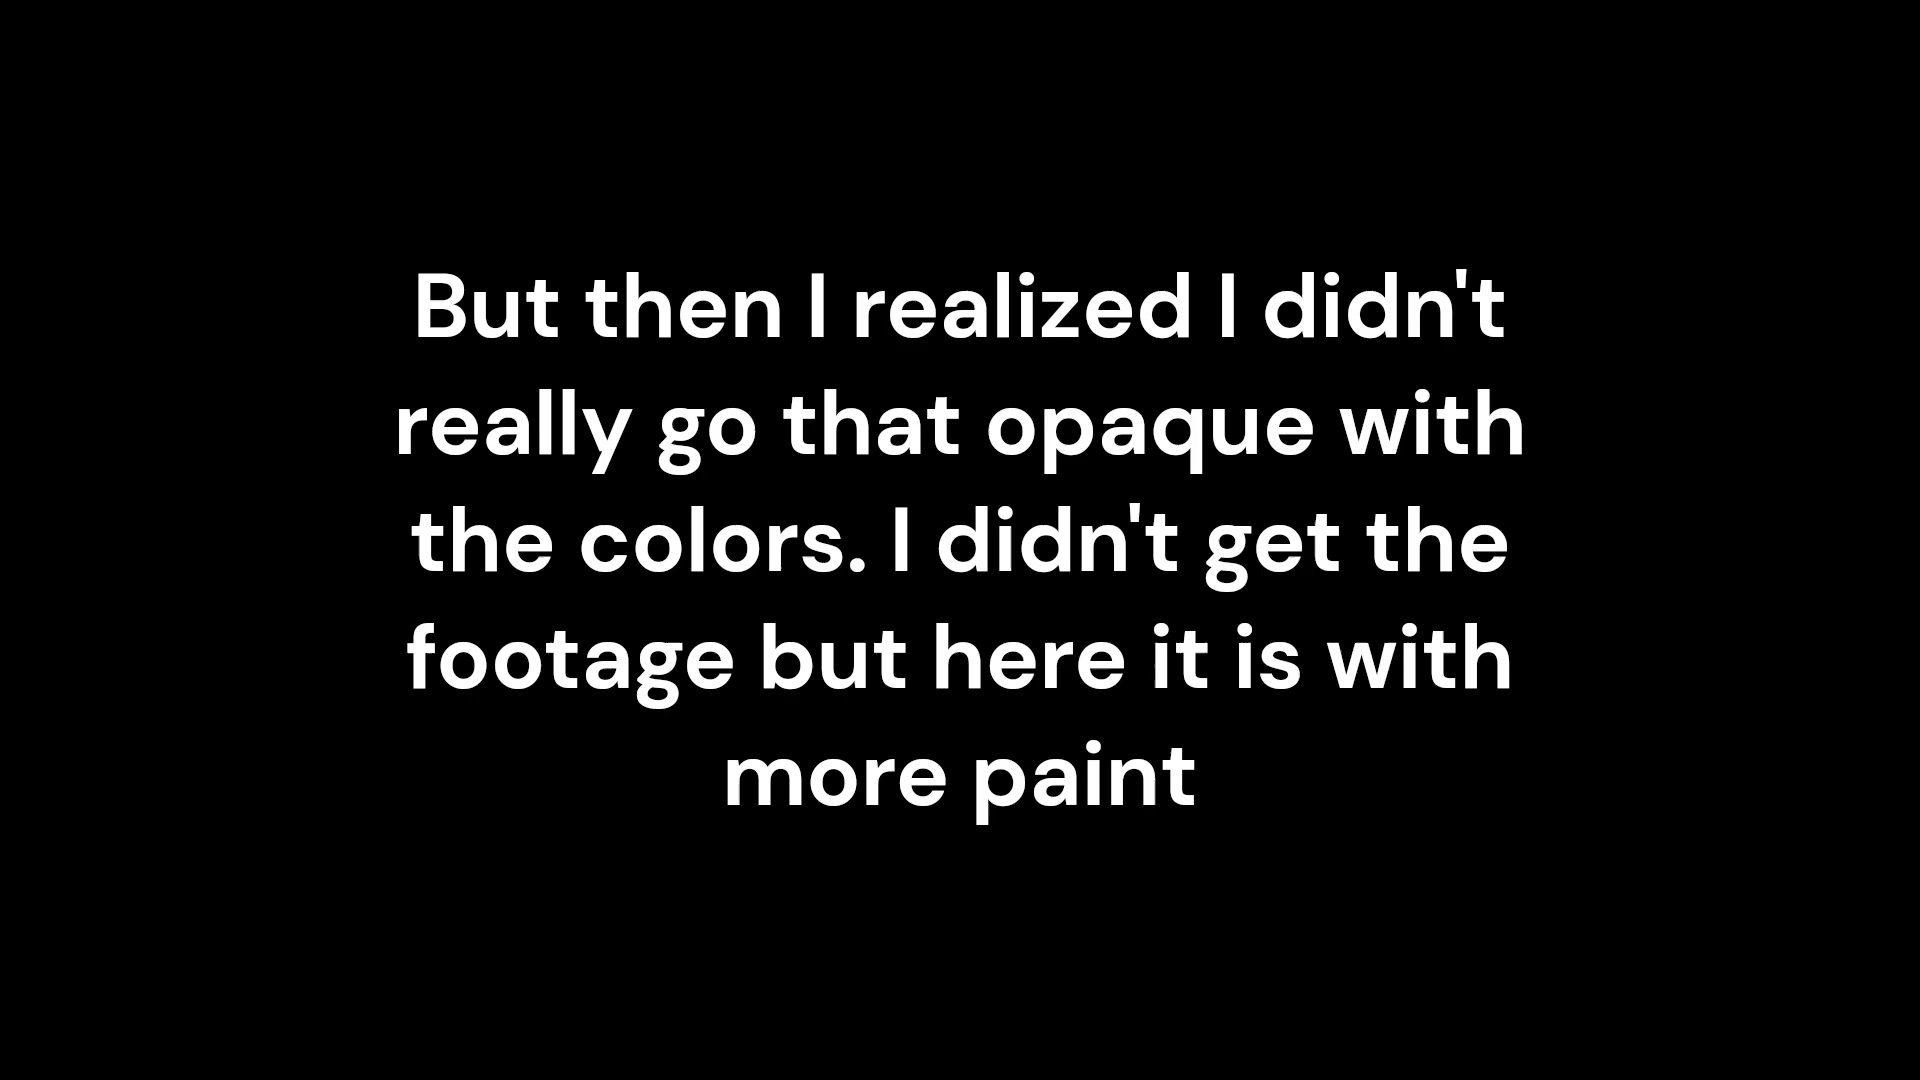 But then I realized I didn't
really go that opaque with
the colors. I didn't get the
footage but here it is with
more paint